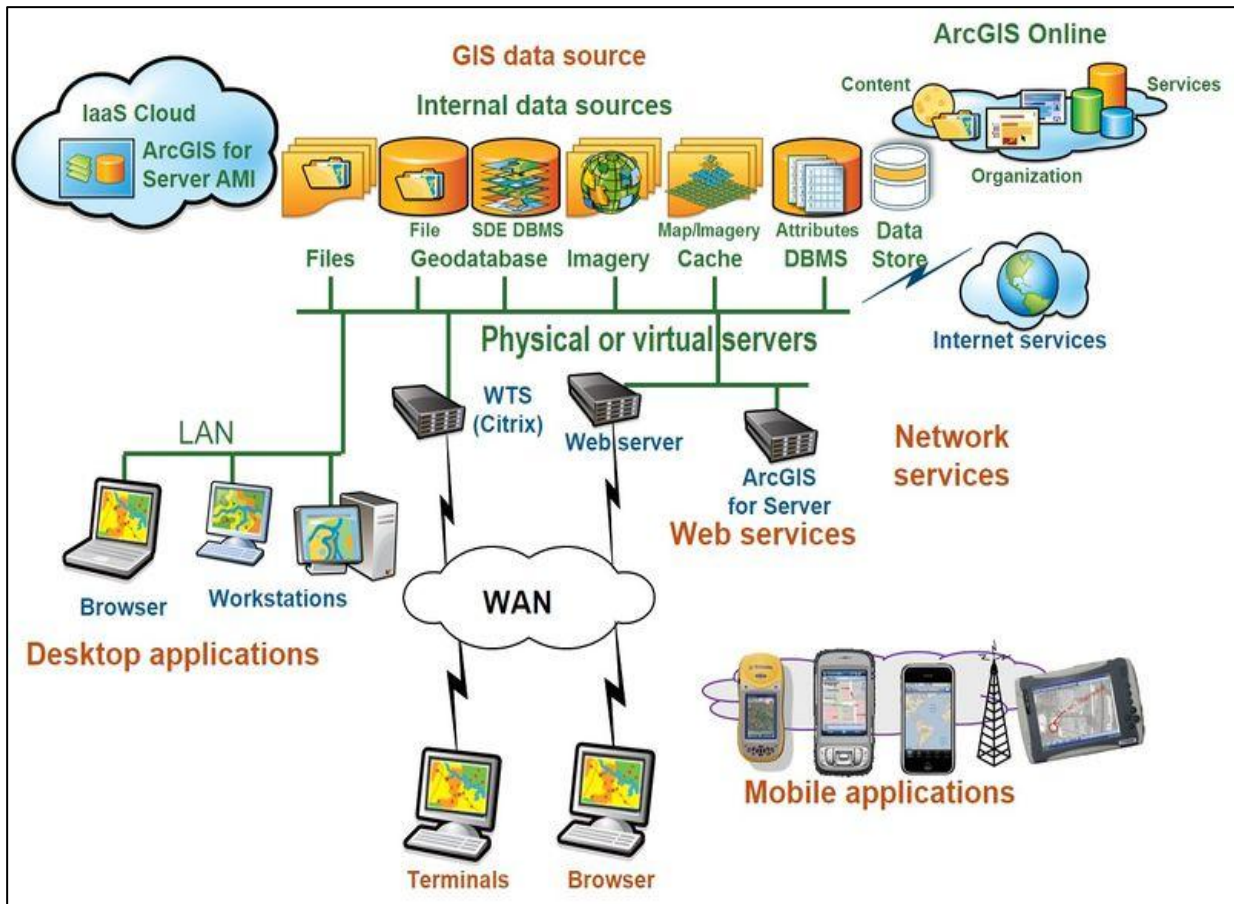 GIS data source
Internal data sources
ArcGIS Online
Content
Services
Organization
IaaS Cloud
ArcGIS for
Server AMI
File
SDE DBMS
Map/Imagery
Attributes
Data
Store
Files
Geodatabase
Imagery
Cache
DBMS
Internet services
Physical or virtual servers
WTS
(Citrix)
Web server
ArcGIS
for Server
Network
services
Web services
LAN
Browser
Workstations
Desktop applications
WAN
Mobile applications
Terminals
Browser